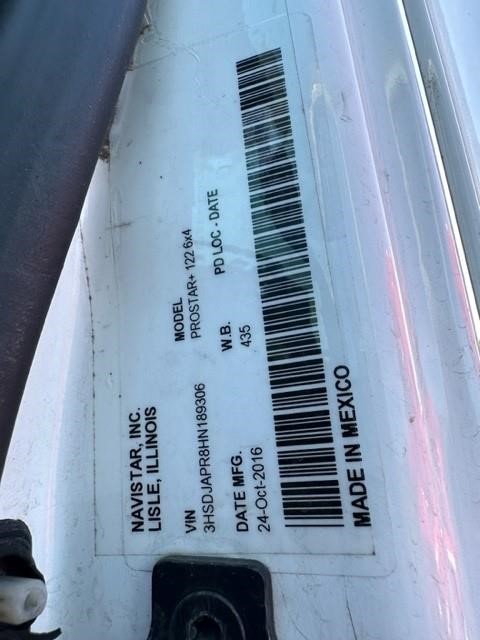 NAVISTAR, INC.
LISLE, ILLINOIS
VIN
3HSDJAPR8HN189306
MODEL
PROSTAR+ 122 6x4
DATE MFG.
24-Oct-2016
W.B.
435
PD LOC - DATE
MADE IN MEXICO